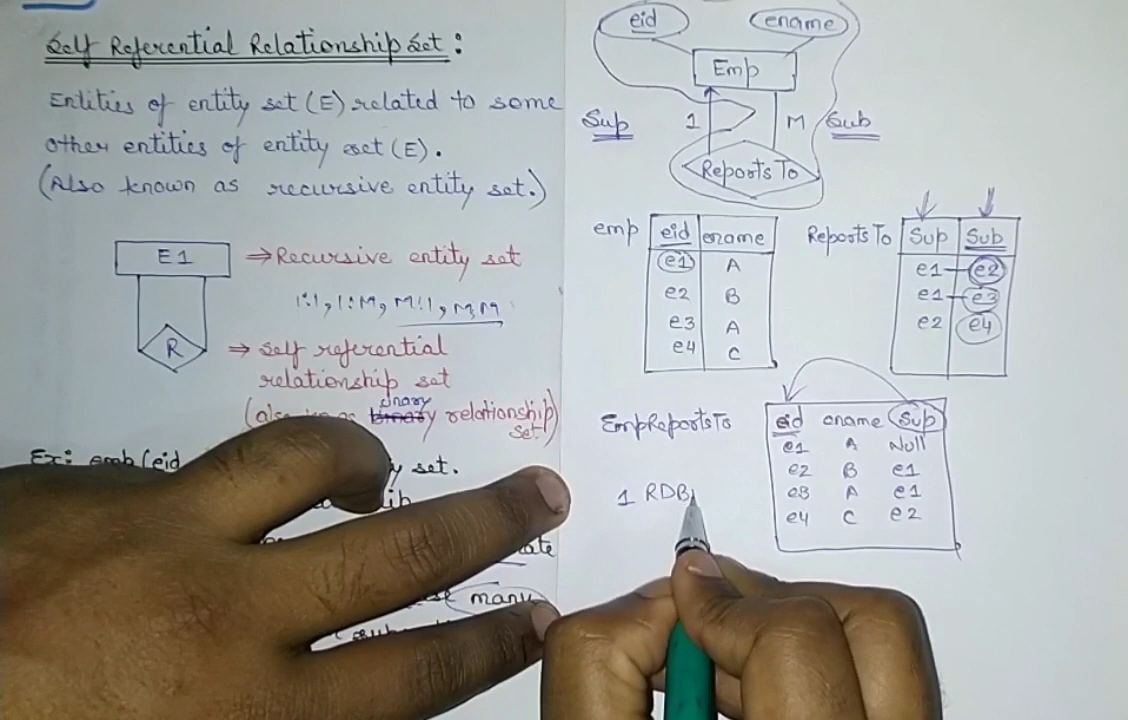 Self Referential Relationship Set :
Entities of entity set (E) related to some
other entities of entity set (E).
(Also known as recursive entity set.)
E1 ⇒ Recursive entity set
1:1, 1:M, M:1, M:M
R ⇒ Self referential
relationship set
unary
relationship)
set.
Ex: emp (eid
y set.
many
eid ename
Emp
Sup 1 M Sub
Reports To
emp eid ename
e1 A
e2 B
e3 A
e4 C
Reports To Sup Sub
e1 e2
e1 e3
e2 e4
EmpReportsTo eid ename Sup
e1 A Null
e2 B e1
e3 A e1
e4 C e2
1 RDB